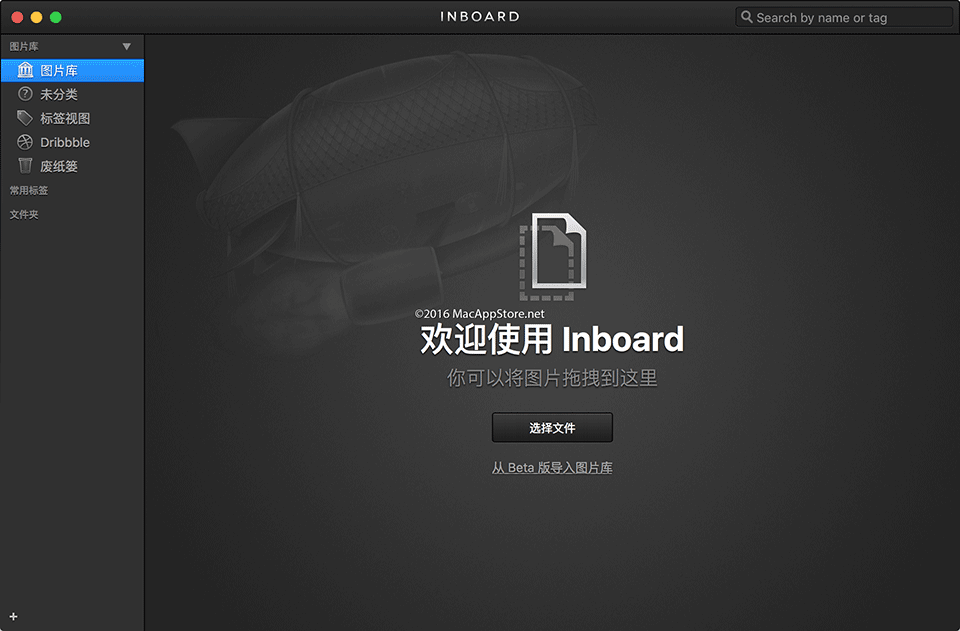 INBOARD
Search by name or tag
图片库
图片库
未分类
标签视图
Dribbble
废纸篓
常用标签
文件夹
©2016 MacAppStore.net
欢迎使用 Inboard
你可以将图片拖拽到这里
选择文件
从 Beta 版导入图片库